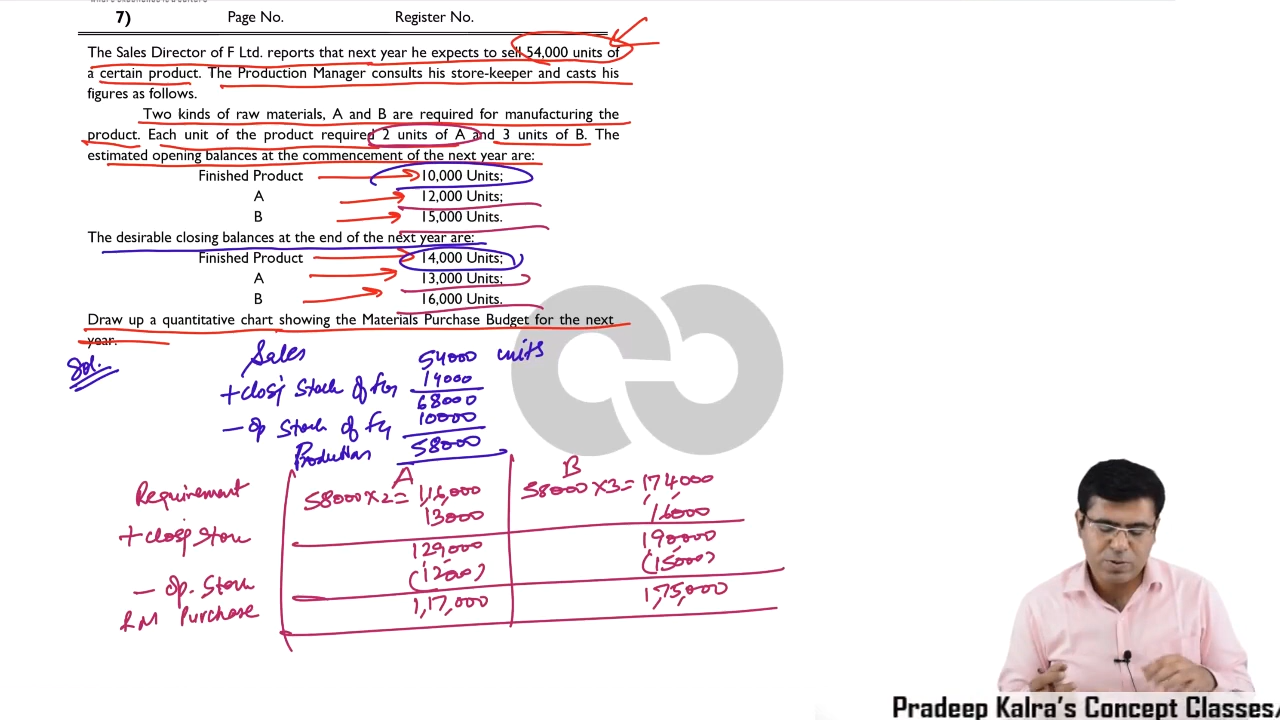 7) Page No. Register No.
The Sales Director of F Ltd. reports that next year he expects to sell 54,000 units of
a certain product. The Production Manager consults his store-keeper and casts his
figures as follows.
Two kinds of raw materials, A and B are required for manufacturing the
product. Each unit of the product required 2 units of A and 3 units of B. The
estimated opening balances at the commencement of the next year are:
Finished Product 10,000 Units;
A 12,000 Units;
B 15,000 Units.
The desirable closing balances at the end of the next year are:
Finished Product 14,000 Units;
A 13,000 Units;
B 16,000 Units.
Draw up a quantitative chart showing the Materials Purchase Budget for the next
year.
Sol. Sales 54000 units
+ closg Stock of FG 14000
68000
- op Stock of FG 10000
Production 58000
A B
Requirement 58000 x 2 = 1,16,000 58000 x 3 = 174000
+ closg Stock 13000 16000
129000 190000
- op. Stock (12000) (15000)
RM Purchase 1,17,000 1,75,000
Pradeep Kalra's Concept Classes/